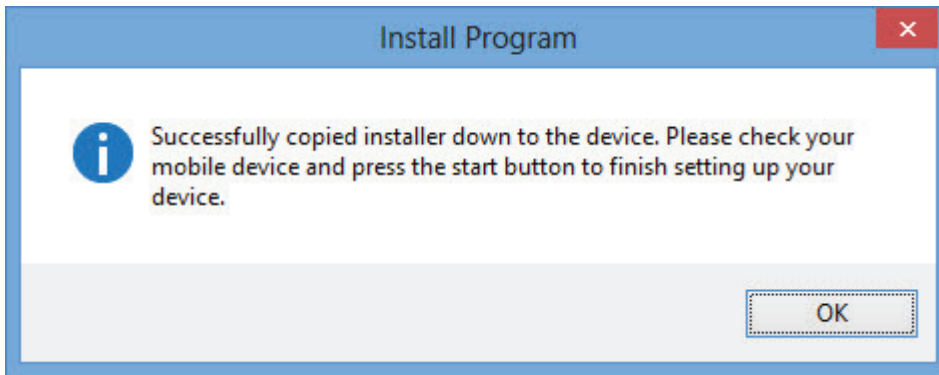 Install Program
Successfully copied installer down to the device. Please check your
mobile device and press the start button to finish setting up your
device.
OK